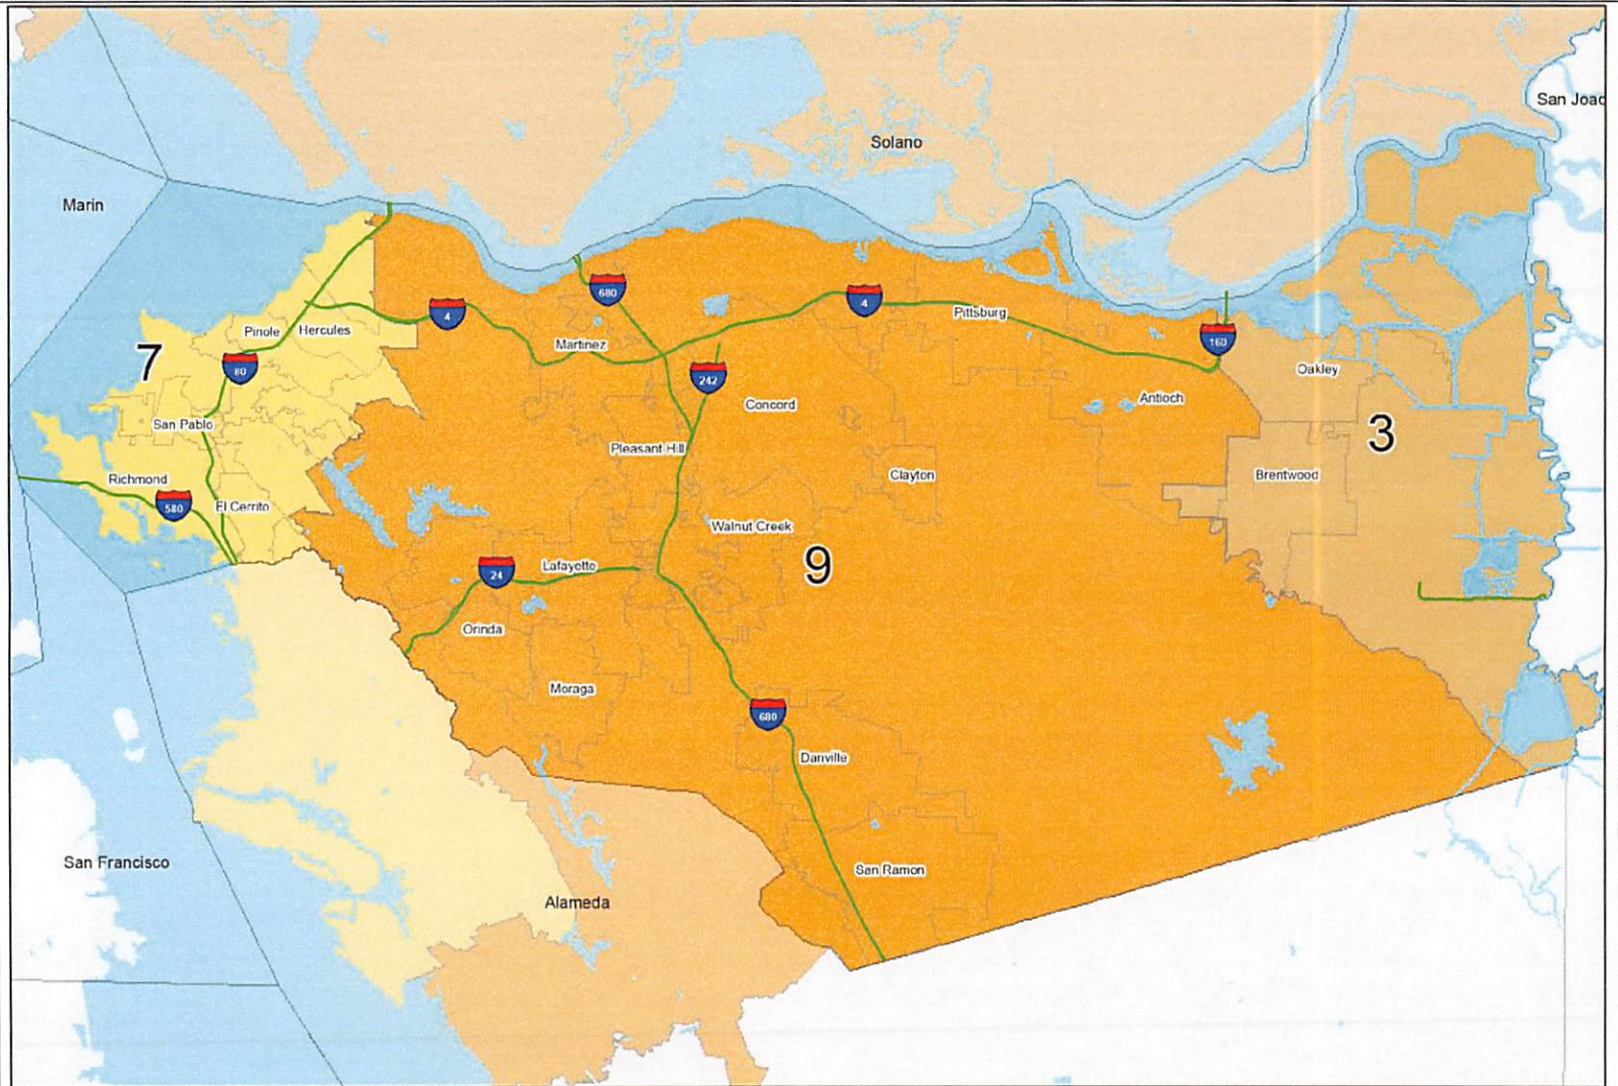 San Joac
Solano
Marin
680
4
4
Pittsburg
Pinole
Hercules
Martinez
160
7
80
Oakley
242
Antioch
Concord
3
San Pablo
Pleasant Hill
Clayton
Brentwood
Richmond
580
El Cerrito
Walnut Creek
9
Lafayette
24
Orinda
Moraga
680
Danville
San Francisco
San Ramon
Alameda